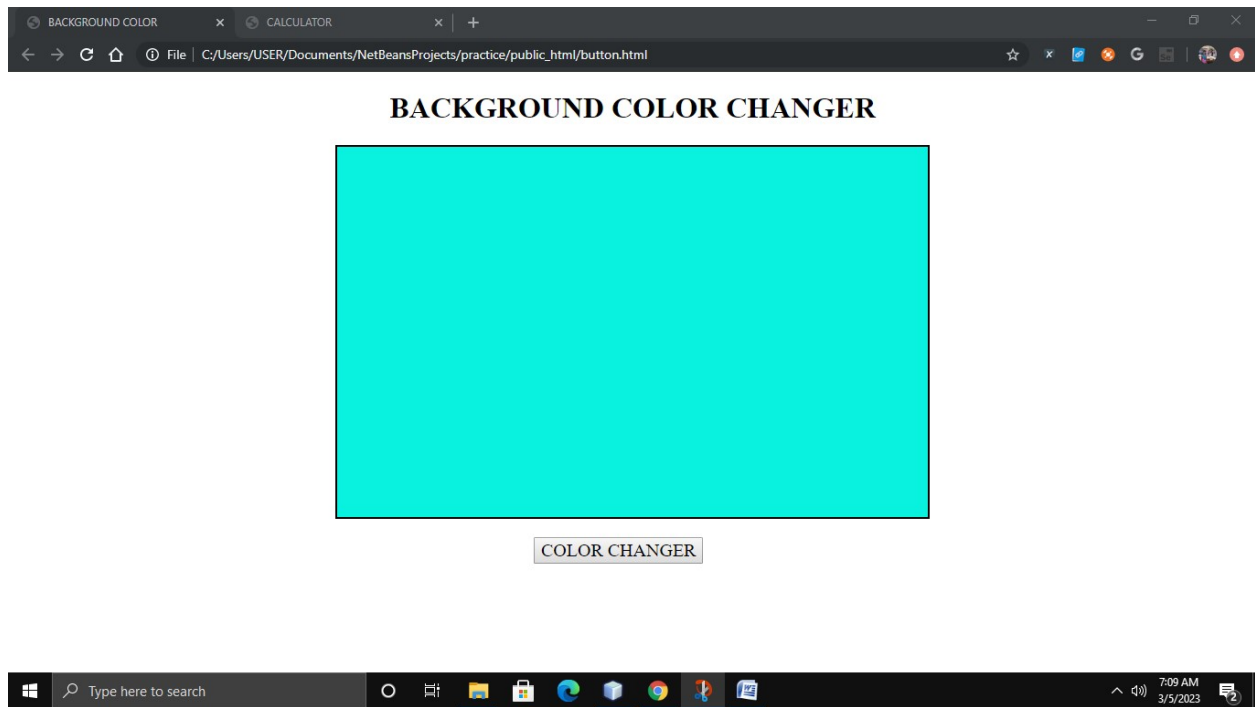 BACKGROUND COLOR
CALCULATOR
File
C:/Users/USER/Documents/NetBeansProjects/practice/public_html/button.html
G
BACKGROUND COLOR CHANGER
COLOR CHANGER
Type here to search
7:09 AM
3/5/2023
2